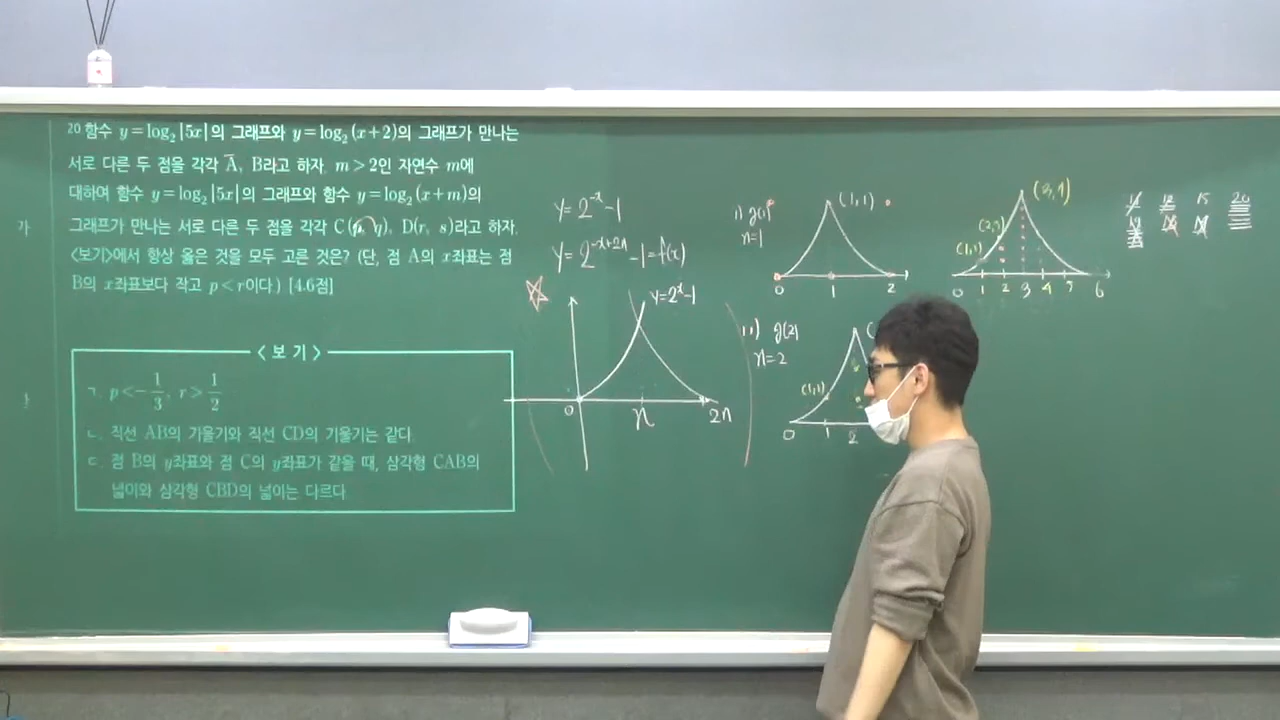 20 함수 y=log₂|5x|의 그래프와 y=log₂(x+2)의 그래프가 만나는
서로 다른 두 점을 각각 A, B라고 하자. m>2인 자연수 m에
대하여 함수 y=log₂|5x|의 그래프와 함수 y=log₂(x+m)의
그래프가 만나는 서로 다른 두 점을 각각 C(p, q), D(r, s)라고 하자.
<보기>에서 항상 옳은 것을 모두 고른 것은? (단, 점 A의 x좌표는 점
B의 x좌표보다 작고 p<r이다.) [4.6점]
<보 기>
ㄱ. p<-1/3, r>1/2
ㄴ. 직선 AB의 기울기와 직선 CD의 기울기는 같다.
ㄷ. 점 B의 y좌표와 점 C의 y좌표가 같을 때, 삼각형 CAB의
넓이와 삼각형 CBD의 넓이는 다르다.
y=2^{-x}-1
y=2^{-x+2n}-1=f(x)
y=2^x-1
0 n 2n
i) g(1)
n=1
(1,1)
0 1 2
ii) g(2)
n=2
(1,1)
0 1 2
(1,1)
0 1 2 3 4 5 6
15
20